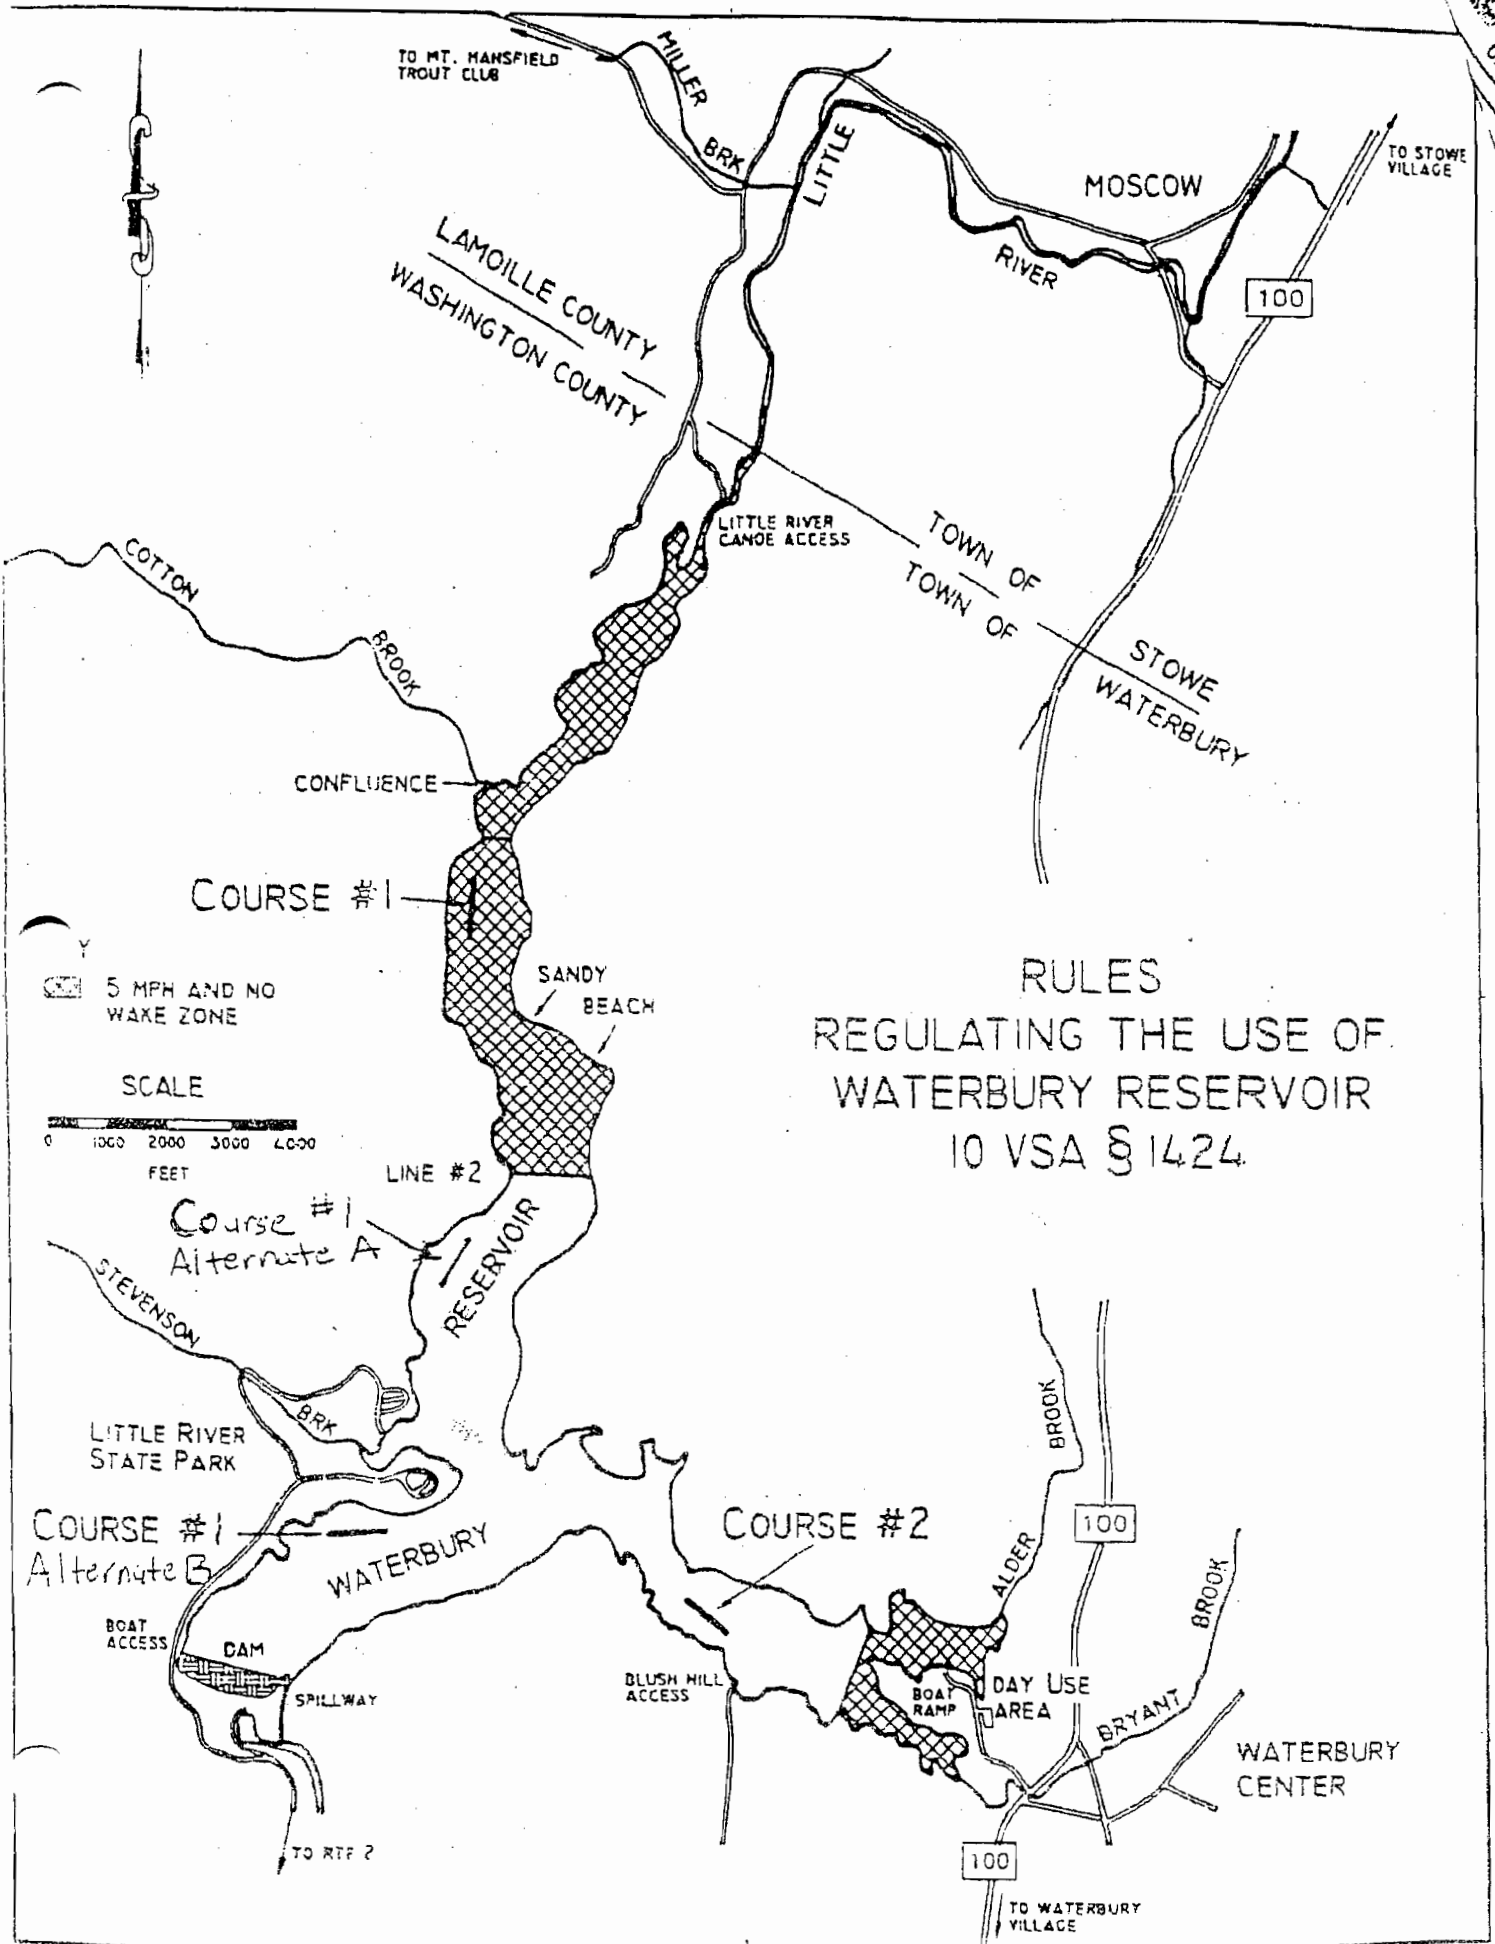 TO MT. MANSFIELD
TROUT CLUB
MILLER
BRK
LITTLE
RIVER
MOSCOW
TO STOWE
VILLAGE
100
LAMOILLE COUNTY
WASHINGTON COUNTY
LITTLE RIVER
CANOE ACCESS
TOWN OF
TOWN OF
STOWE
WATERBURY
COTTON
BROOK
CONFLUENCE
COURSE #1
Y
5 MPH AND NO
WAKE ZONE
SANDY
BEACH
RULES
REGULATING THE USE OF
WATERBURY RESERVOIR
10 VSA § 1424
SCALE
0 1000 2000 3000 4000
FEET
LINE #2
Course #1
Alternate A
RESERVOIR
STEVENSON
BRK
LITTLE RIVER
STATE PARK
COURSE #1
Alternate B
WATERBURY
COURSE #2
BROOK
ALDER
100
BROOK
BRYANT
BOAT
ACCESS
DAM
SPILLWAY
BLUSH HILL
ACCESS
BOAT
RAMP
DAY USE
AREA
WATERBURY
CENTER
TO RTE 2
100
TO WATERBURY
VILLAGE